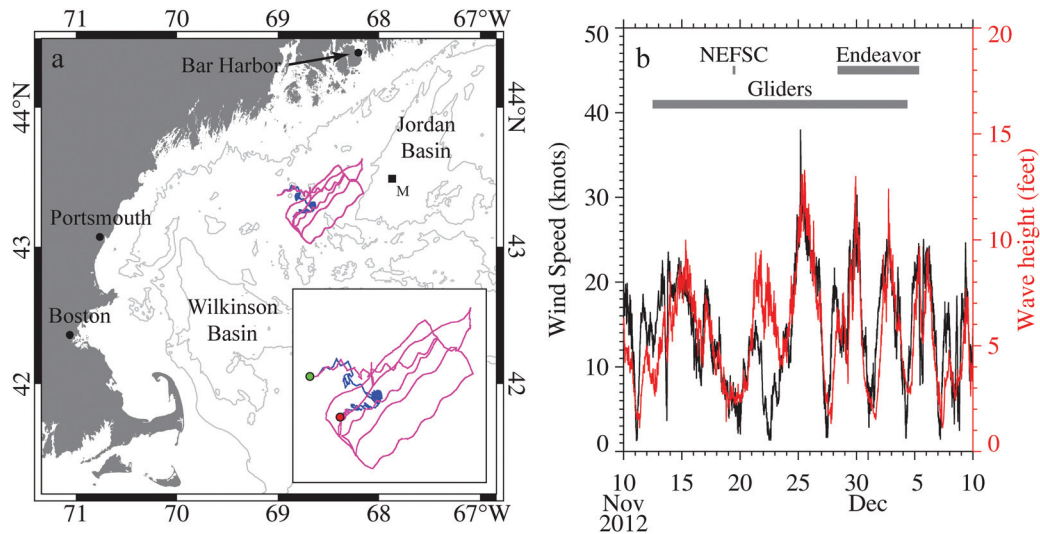 71 70 69 68 67°W
a
Bar Harbor
44°N
44°N
Jordan
Basin
M
Portsmouth
43
43
Wilkinson
Basin
Boston
42
42
71 70 69 68 67°W
b
50
40
30
20
10
0
Wind Speed (knots)
NEFSC
Endeavor
Gliders
20
15
10
5
0
Wave height (feet)
10 15 20 25 30 5 10
Nov Dec
2012